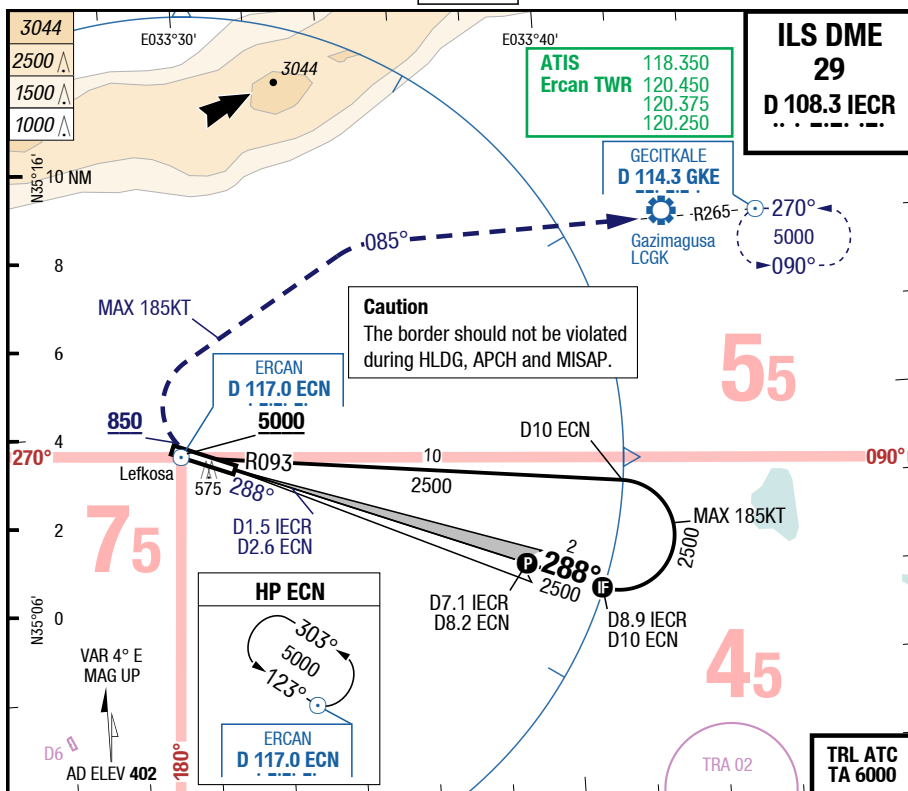 3044
2500
1500
1000
E033°30'
E033°40'
3044
ATIS 118.350
Ercan TWR 120.450
120.375
120.250
ILS DME
29
D 108.3 IECR
N35°16'
10 NM
GECITKALE
D 114.3 GKE
R265
270°
5000
090°
Gazimagusa
LCGK
085°
8
MAX 185KT
Caution
The border should not be violated
during HLDG, APCH and MISAP.
6
55
ERCAN
D 117.0 ECN
850
5000
D10 ECN
4
270°
R093
10
090°
Lefkosa
575
288°
2500
MAX 185KT
2500
D1.5 IECR
D2.6 ECN
75
2
2
288°
2500
P
IF
D7.1 IECR
D8.2 ECN
D8.9 IECR
D10 ECN
HP ECN
303°
5000
123°
N35°06'
0
45
VAR 4° E
MAG UP
ERCAN
D 117.0 ECN
D6
180°
AD ELEV 402
TRA 02
TRL ATC
TA 6000